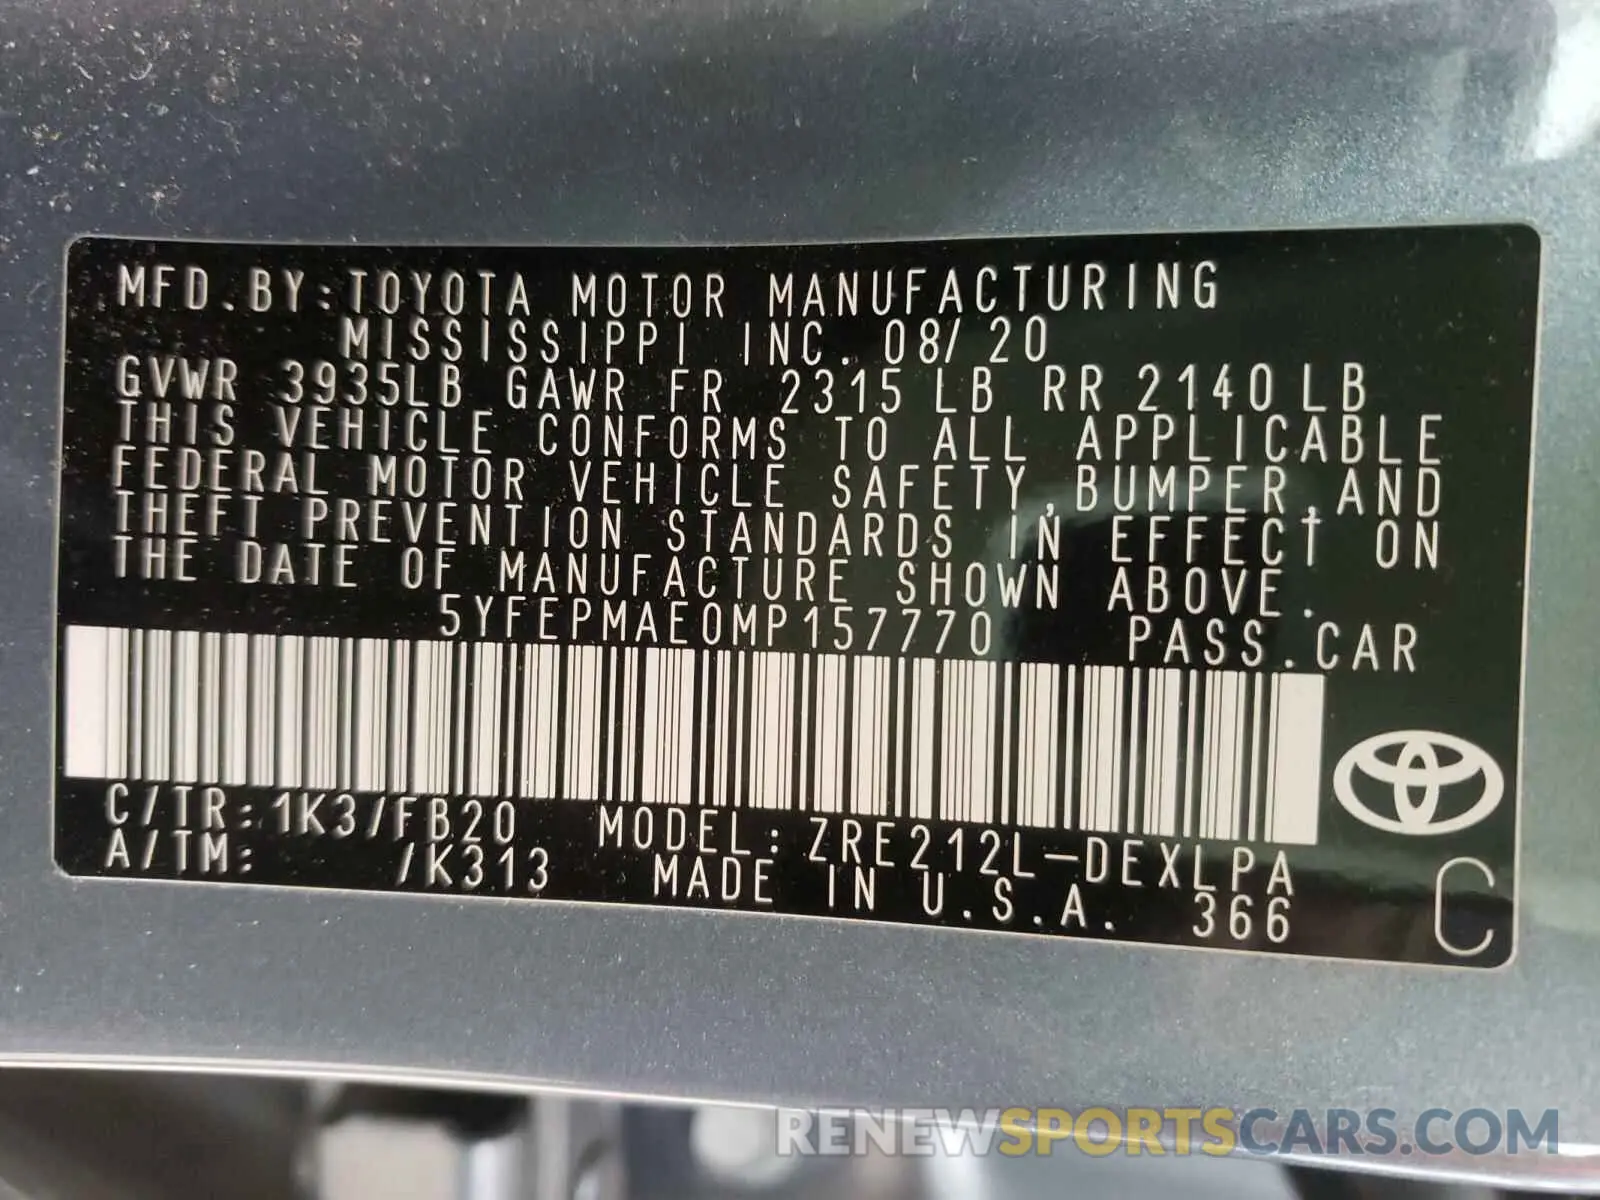 MFD.BY:TOYOTA MOTOR MANUFACTURING
MISSISSIPPI INC. 08/20
GVWR 3935LB GAWR FR 2315LB RR 2140LB
THIS VEHICLE CONFORMS TO ALL APPLICABLE
FEDERAL MOTOR VEHICLE SAFETY,BUMPER,AND
THEFT PREVENTION STANDARDS IN EFFECT ON
THE DATE OF MANUFACTURE SHOWN ABOVE.
5YFEPMAE0MP157770 PASS.CAR
C/TR:1K3/FB20 MODEL:ZRE212L-DEXLPA
A/TM: /K313 MADE IN U.S.A. 366
C
RENEWSPORTSCARS.COM